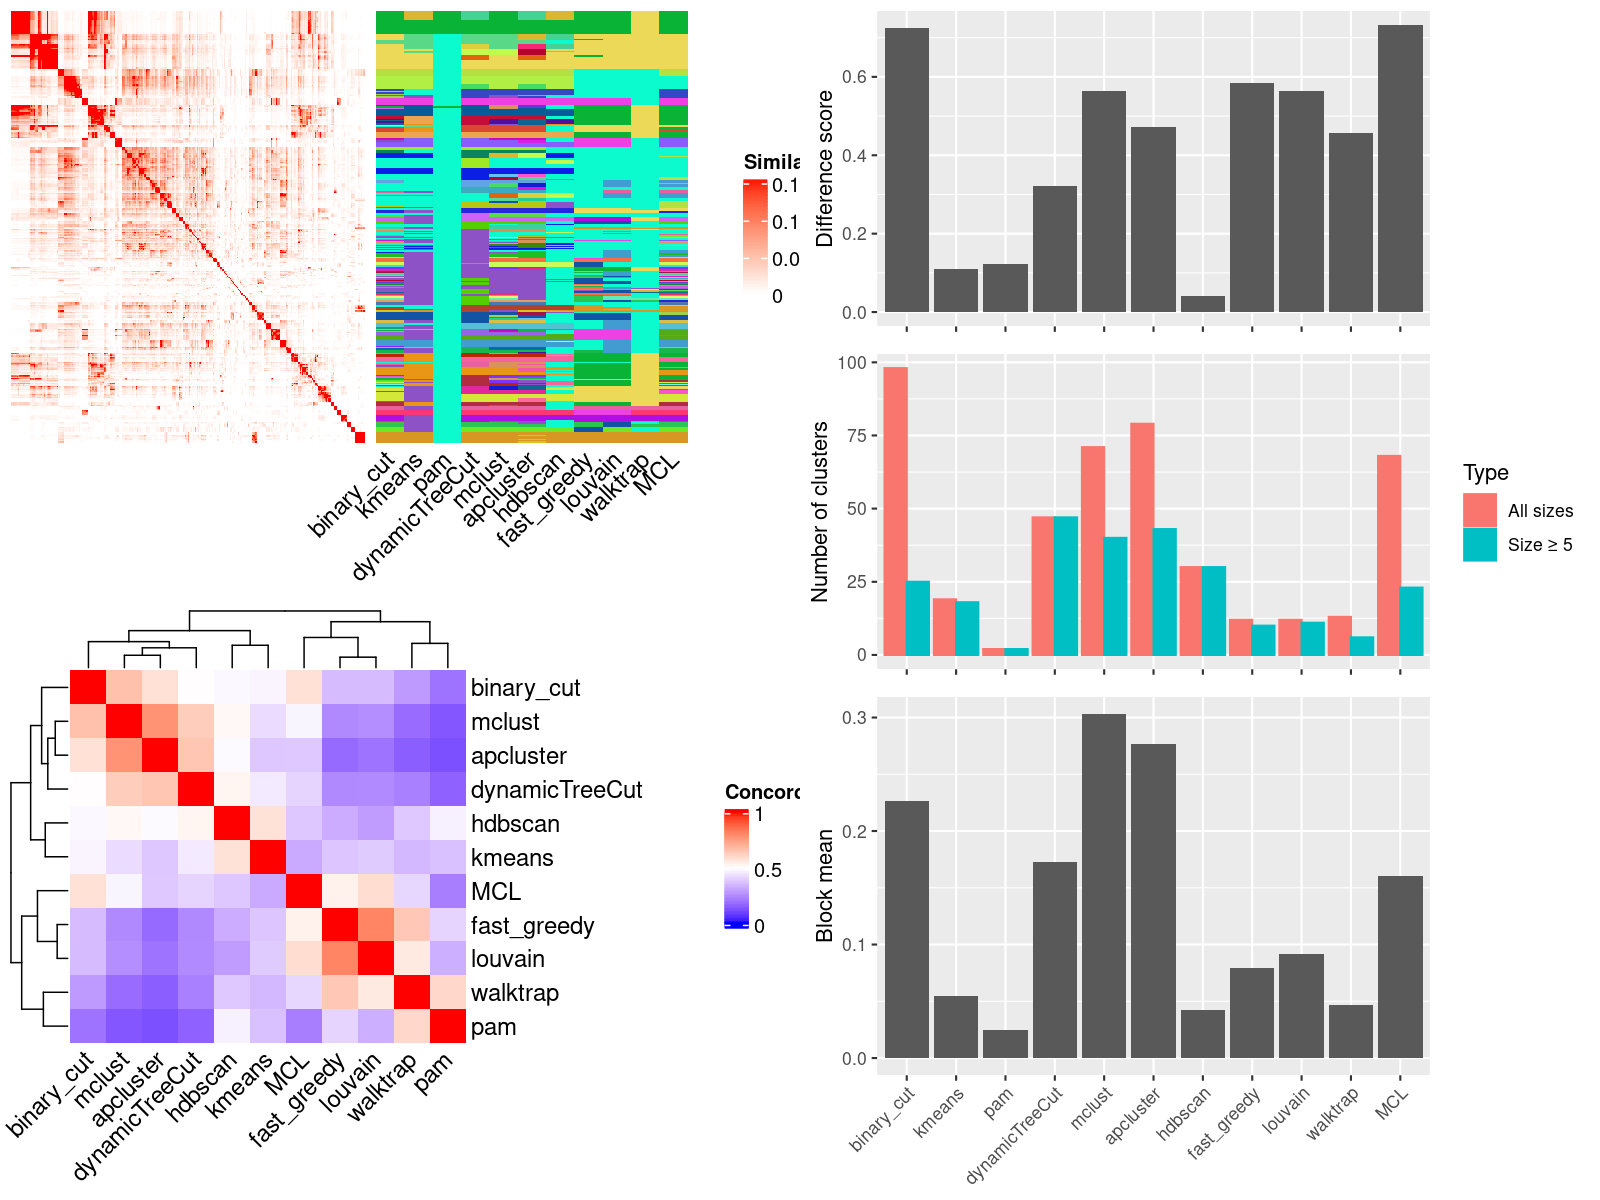 Simila
0.1
0.1
0.0
0
binary_cut
kmeans
pam
dynamicTreeCut
mclust
apcluster
hdbscan
fast_greedy
louvain
walktrap
MCL
binary_cut
mclust
apcluster
dynamicTreeCut
hdbscan
kmeans
MCL
fast_greedy
louvain
walktrap
pam
binary_cut
mclust
apcluster
dynamicTreeCut
hdbscan
kmeans
MCL
fast_greedy
louvain
walktrap
pam
Concord
1
0.5
0
Difference score
0.6
0.4
0.2
0.0
Number of clusters
100
75
50
25
0
Type
All sizes
Size ≥ 5
Block mean
0.3
0.2
0.1
0.0
binary_cut
kmeans
pam
dynamicTreeCut
mclust
apcluster
hdbscan
fast_greedy
louvain
walktrap
MCL